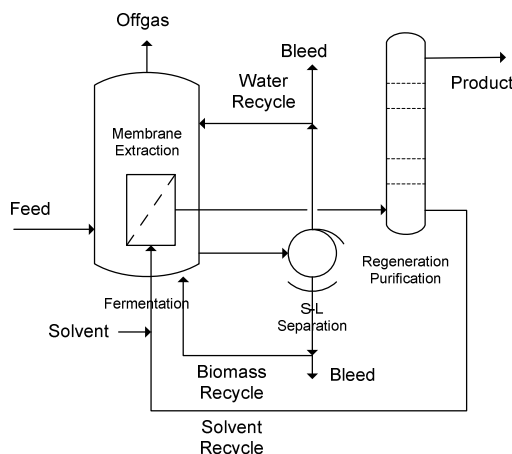 Offgas
Bleed
Water
Recycle
Product
Membrane
Extraction
Feed
Regeneration
Purification
Fermentation
S-L
Separation
Solvent
Biomass
Recycle
Bleed
Solvent
Recycle